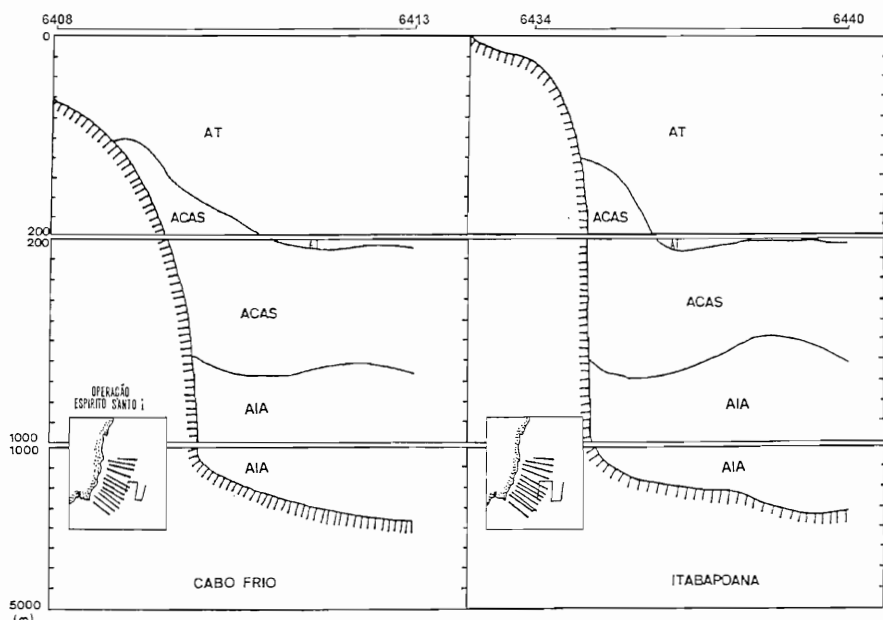 6408 6413 6434 6440
0
AT AT
ACAS ACAS
200
200
AT AT
ACAS ACAS
OPERAÇÃO
ESPIRITO SANTO I
AIA AIA
1000
1000
AIA AIA
CABO FRIO ITABAPOANA
5000
(m)